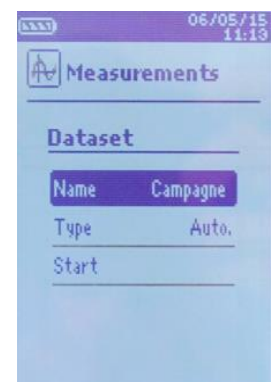 06/05/15
11:13
Measurements
Dataset
Name Campagne
Type Auto.
Start